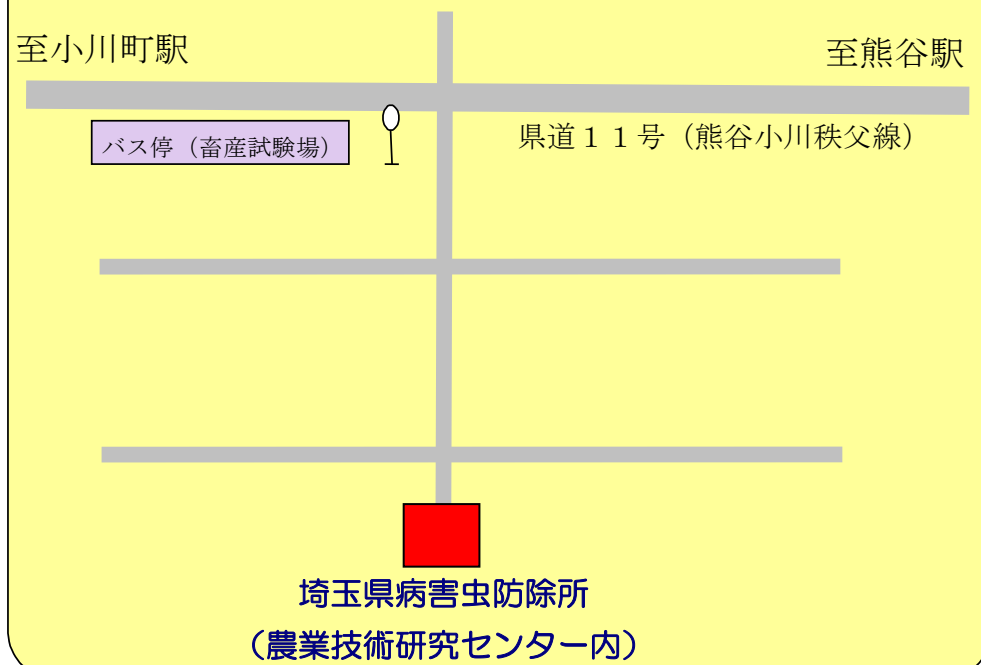 至小川町駅
至熊谷駅
バス停（畜産試験場）
県道１１号（熊谷小川秩父線）
埼玉県病害虫防除所
（農業技術研究センター内）